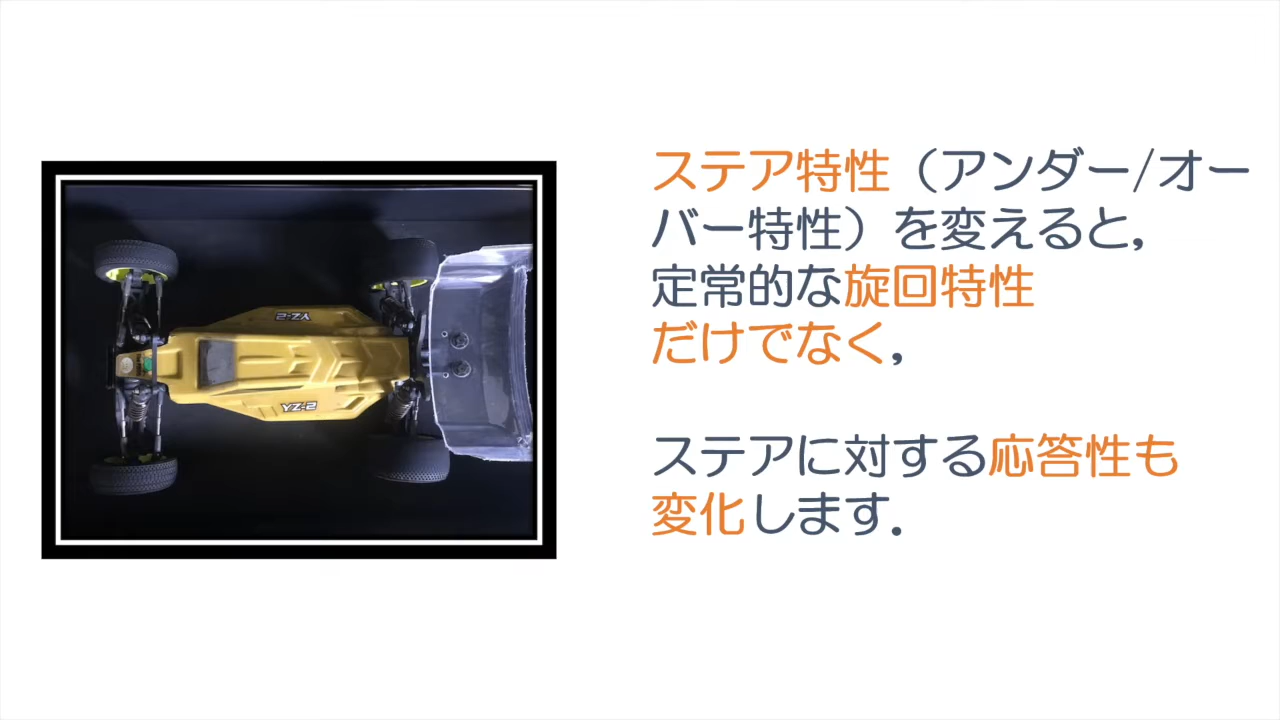 ステア特性（アンダー/オー
バー特性）を変えると，
定常的な旋回特性
だけでなく，
ステアに対する応答性も
変化します．
YZ-2
YZ-2